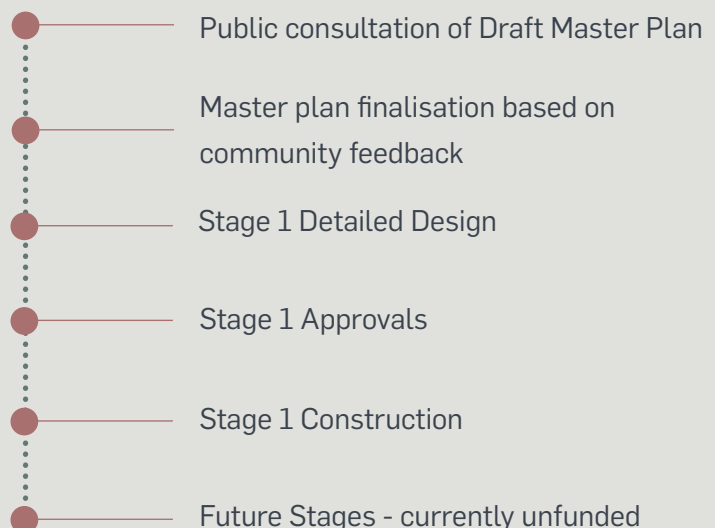 Public consultation of Draft Master Plan
Master plan finalisation based on
community feedback
Stage 1 Detailed Design
Stage 1 Approvals
Stage 1 Construction
Future Stages - currently unfunded